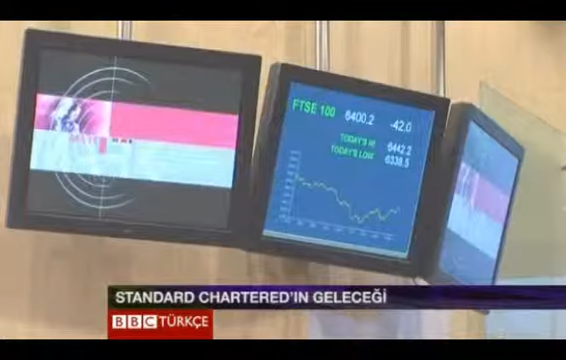 FTSE 100 6400.2 -42.0
TODAY'S HI 6442.2
TODAY'S LOW 6338.5
STANDARD CHARTERED'IN GELECEĞİ
BBC TÜRKÇE